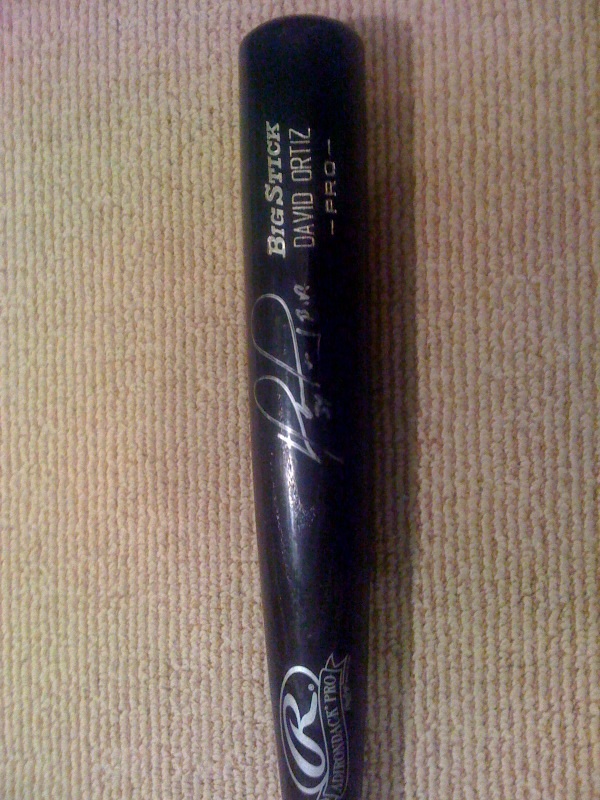 BIG STICK
DAVID ORTIZ
- PRO -
R.
ADIRONDACK PRO